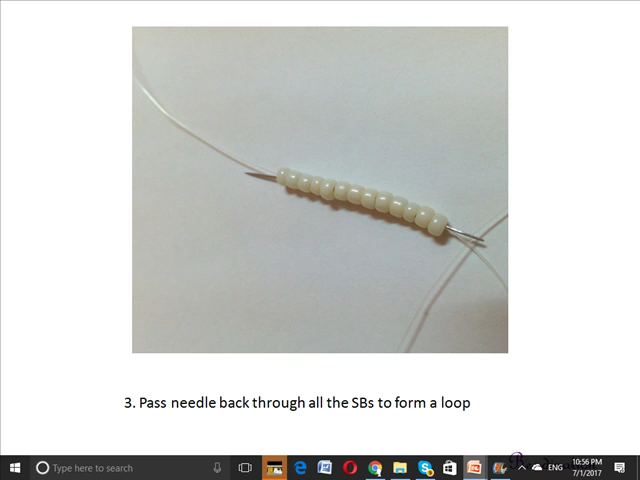 3. Pass needle back through all the SBs to form a loop
Type here to search
ENG
10:56 PM
7/1/2017